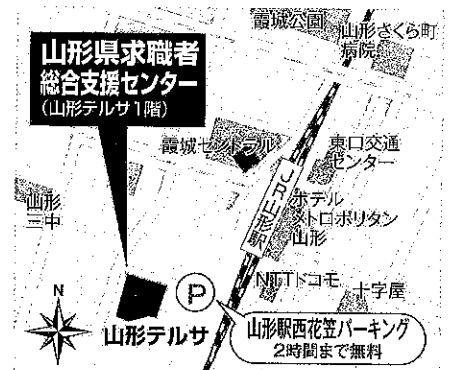 霞城公園
山形さくら町
病院
山形県求職者
総合支援センター
(山形テルサ1階)
霞城セントラル
東口交通
センター
JR山形駅
山形
三中
ホテル
メトロポリタン
山形
NTTドコモ
十字屋
N
P
山形テルサ
山形駅西花笠パーキング
2時間まで無料